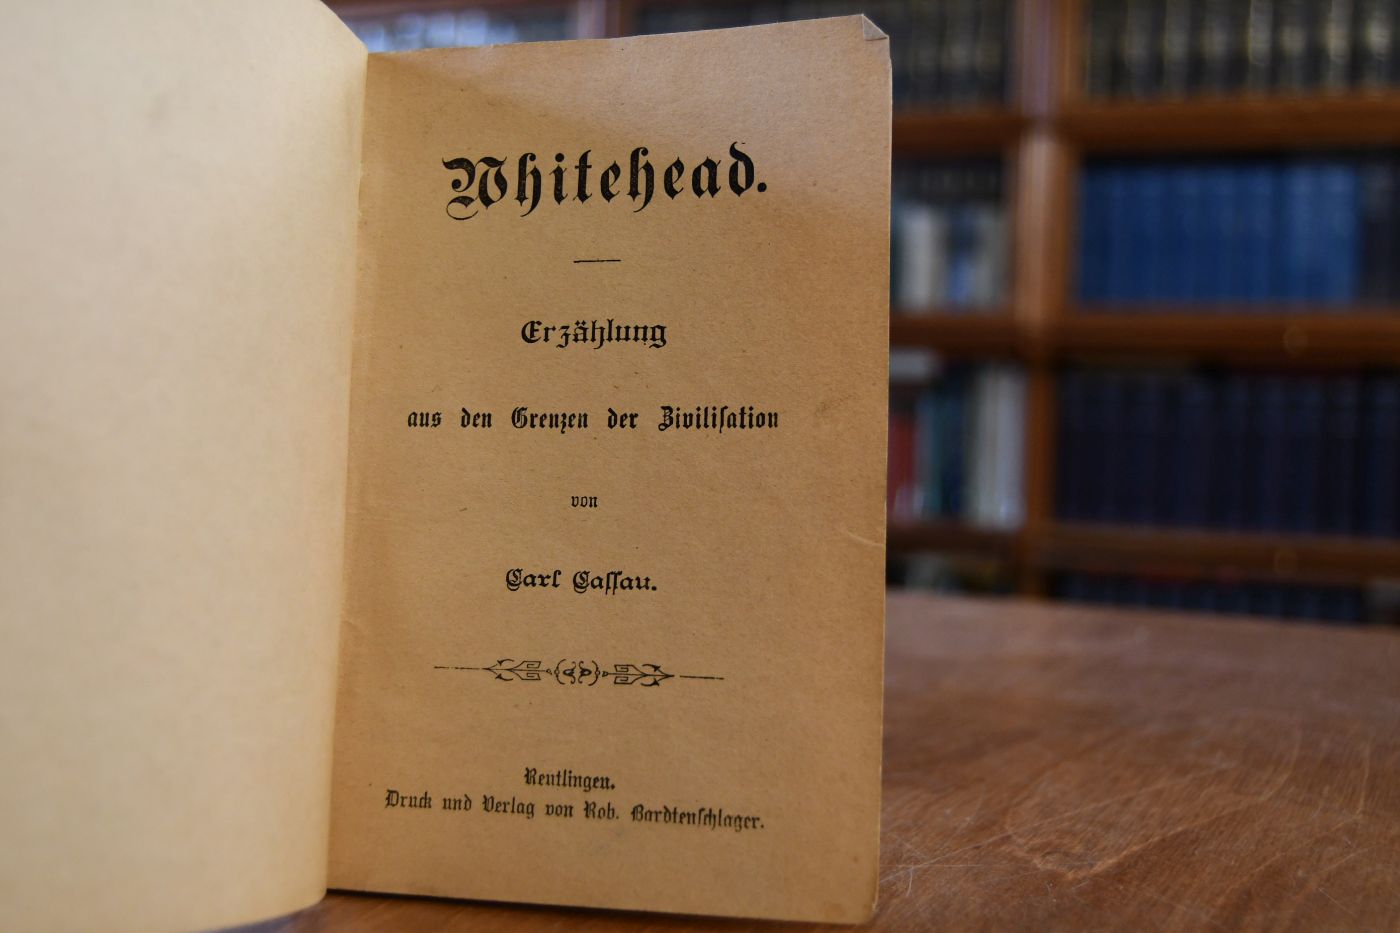 Whitehead.
Erzählung
aus den Grenzen der Ziviliſation
von
Carl Caſſau.
Reutlingen.
Druck und Verlag von Rob. Bardtenſchlager.